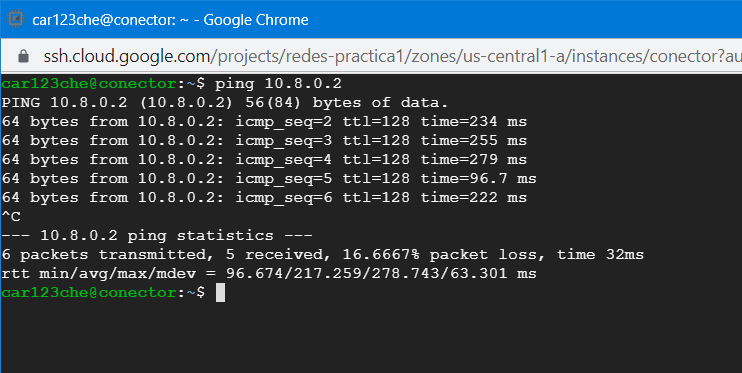 car123che@conector: ~ - Google Chrome
ssh.cloud.google.com/projects/redes-practica1/zones/us-central1-a/instances/conector?au
car123che@conector:~$ ping 10.8.0.2
PING 10.8.0.2 (10.8.0.2) 56(84) bytes of data.
64 bytes from 10.8.0.2: icmp_seq=2 ttl=128 time=234 ms
64 bytes from 10.8.0.2: icmp_seq=3 ttl=128 time=255 ms
64 bytes from 10.8.0.2: icmp_seq=4 ttl=128 time=279 ms
64 bytes from 10.8.0.2: icmp_seq=5 ttl=128 time=96.7 ms
64 bytes from 10.8.0.2: icmp_seq=6 ttl=128 time=222 ms
^C
--- 10.8.0.2 ping statistics ---
6 packets transmitted, 5 received, 16.6667% packet loss, time 32ms
rtt min/avg/max/mdev = 96.674/217.259/278.743/63.301 ms
car123che@conector:~$